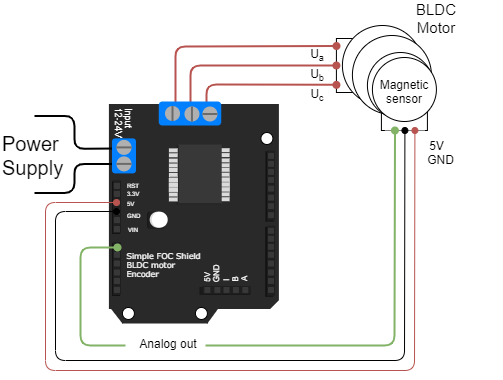 BLDC
Motor
Ua
Ub
Uc
Magnetic
sensor
Input
12-24V
Power
Supply
5V
GND
RST
3.3V
5V
GND
VIN
Simple FOC Shield
BLDC motor
Encoder
5V
GND
I
B
A
Analog out